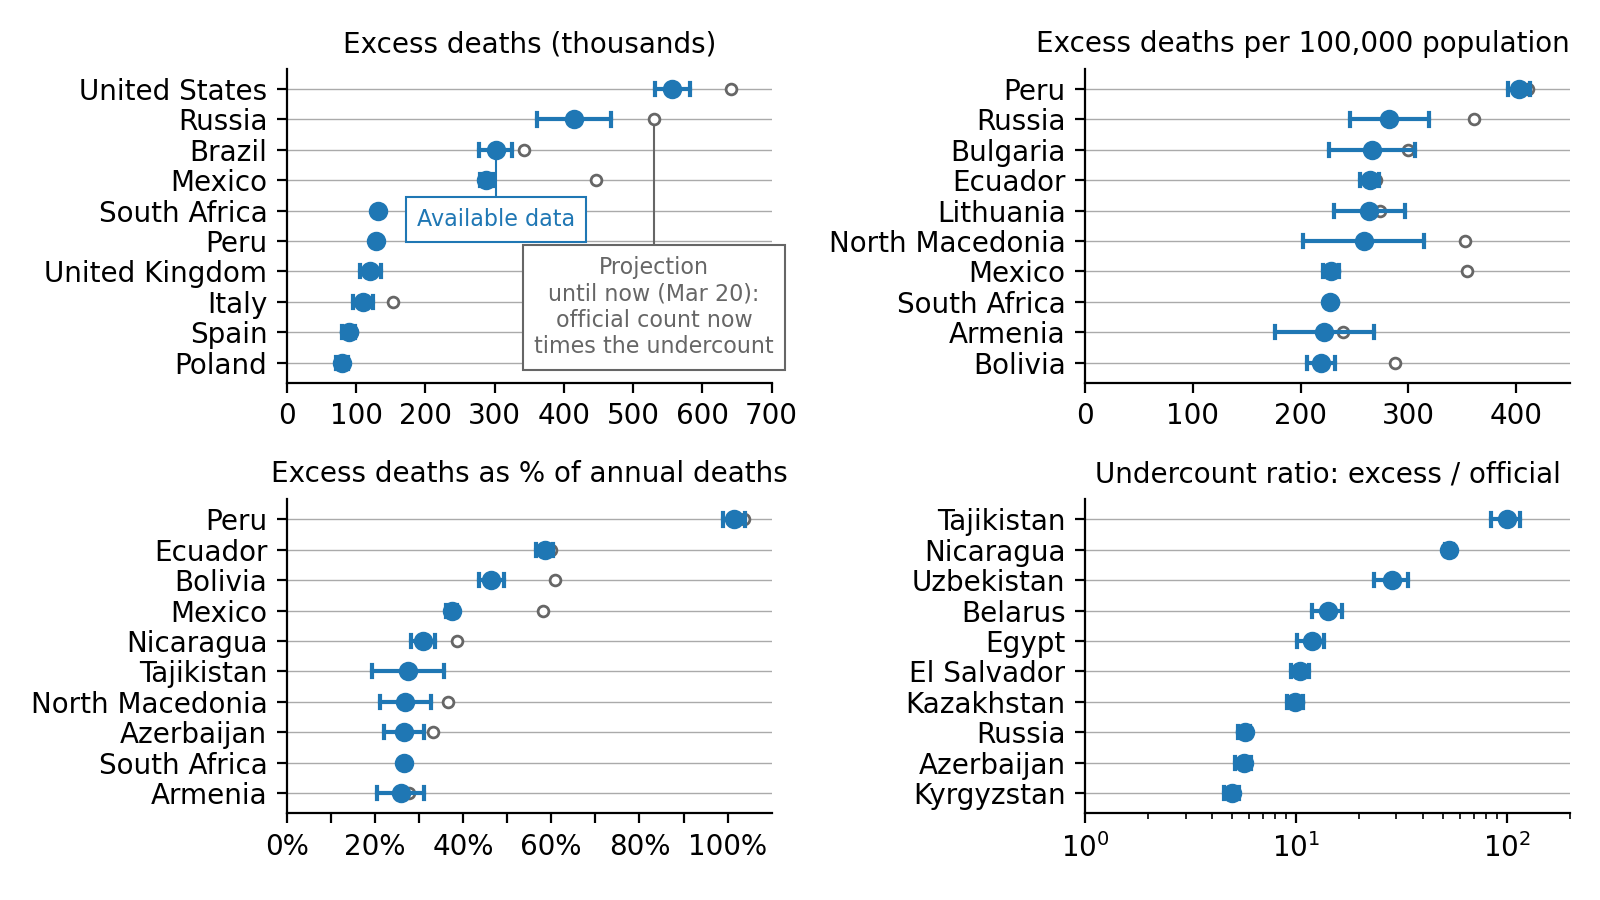 Excess deaths (thousands)
United States
Russia
Brazil
Mexico
South Africa
Peru
United Kingdom
Italy
Spain
Poland
Available data
Projection
until now (Mar 20):
official count now
times the undercount
0 100 200 300 400 500 600 700
Excess deaths per 100,000 population
Peru
Russia
Bulgaria
Ecuador
Lithuania
North Macedonia
Mexico
South Africa
Armenia
Bolivia
0 100 200 300 400
Excess deaths as % of annual deaths
Peru
Ecuador
Bolivia
Mexico
Nicaragua
Tajikistan
North Macedonia
Azerbaijan
South Africa
Armenia
0% 20% 40% 60% 80% 100%
Undercount ratio: excess / official
Tajikistan
Nicaragua
Uzbekistan
Belarus
Egypt
El Salvador
Kazakhstan
Russia
Azerbaijan
Kyrgyzstan
10⁰ 10¹ 10²